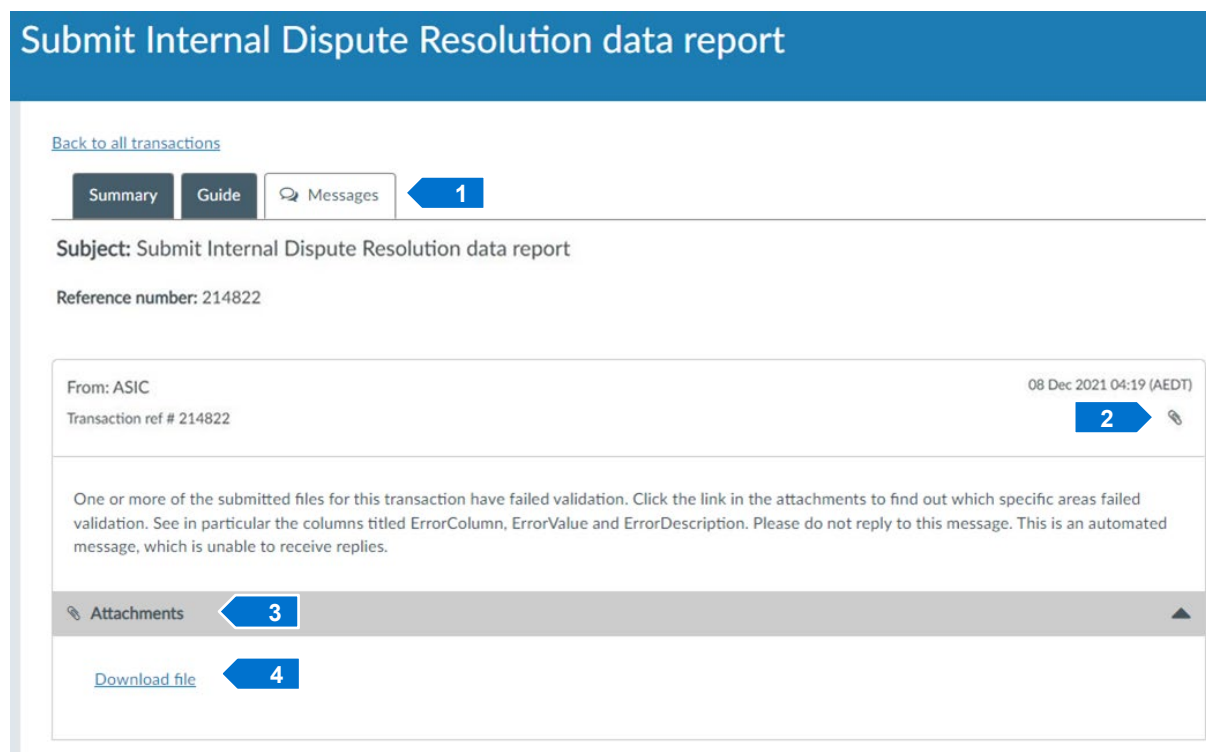 Submit Internal Dispute Resolution data report
Back to all transactions
Summary Guide Messages 1
Subject: Submit Internal Dispute Resolution data report
Reference number: 214822
From: ASIC 08 Dec 2021 04:19 (AEDT)
Transaction ref # 214822 2
One or more of the submitted files for this transaction have failed validation. Click the link in the attachments to find out which specific areas failed
validation. See in particular the columns titled ErrorColumn, ErrorValue and ErrorDescription. Please do not reply to this message. This is an automated
message, which is unable to receive replies.
Attachments 3
Download file 4